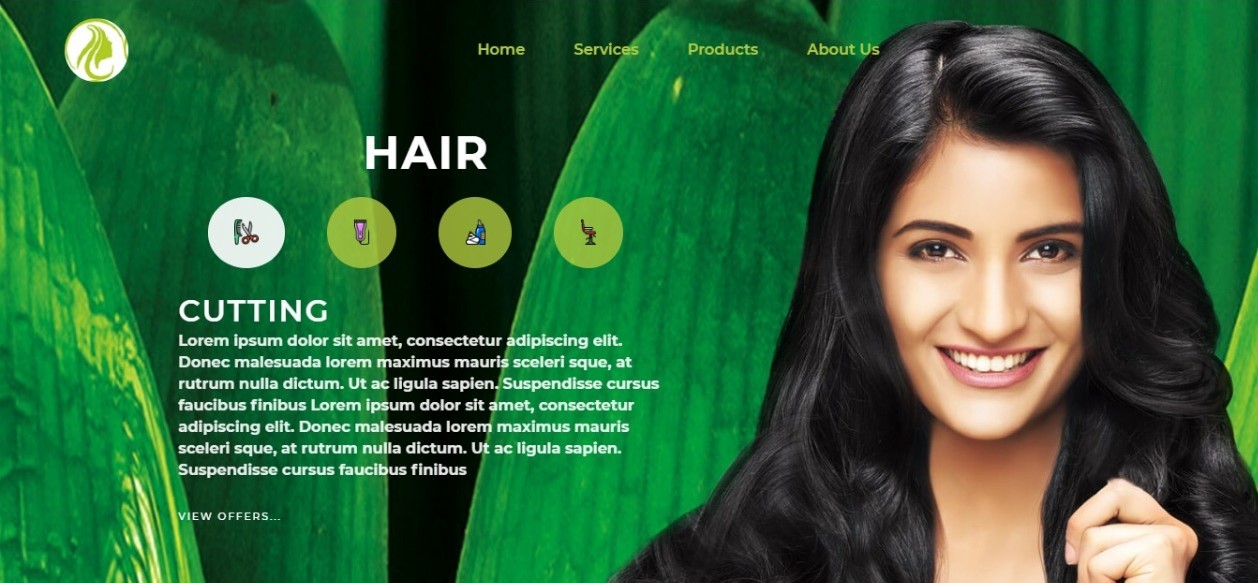 Home Services Products About Us
HAIR
CUTTING
Lorem ipsum dolor sit amet, consectetur adipiscing elit.
Donec malesuada lorem maximus mauris sceleri sque, at
rutrum nulla dictum. Ut ac ligula sapien. Suspendisse cursus
faucibus finibus Lorem ipsum dolor sit amet, consectetur
adipiscing elit. Donec malesuada lorem maximus mauris
sceleri sque, at rutrum nulla dictum. Ut ac ligula sapien.
Suspendisse cursus faucibus finibus
VIEW OFFERS...